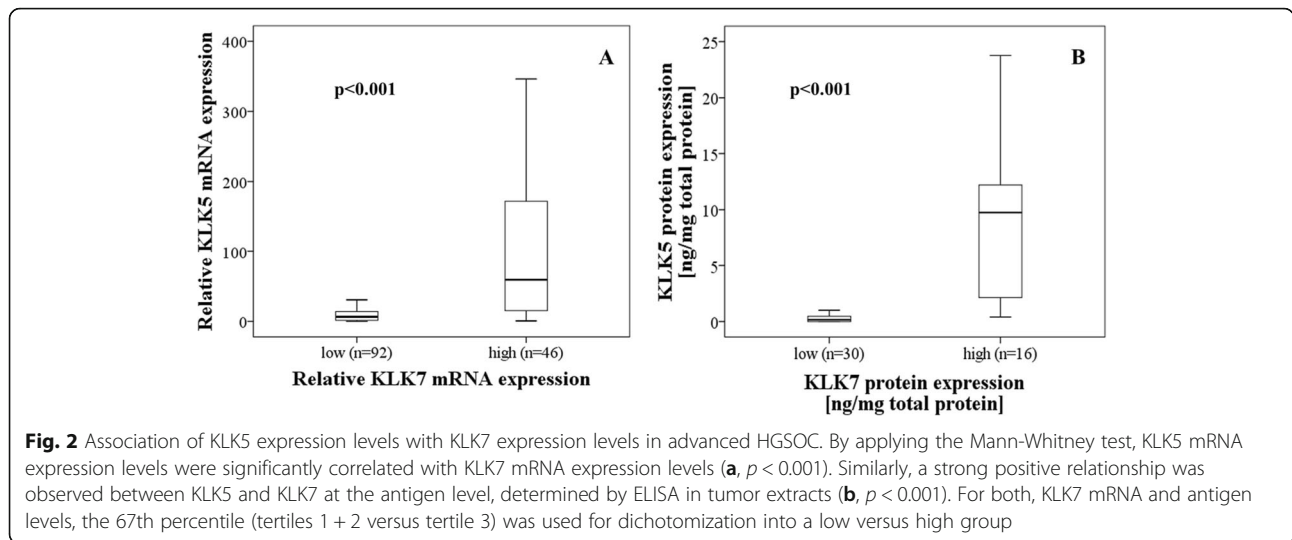 400
300
200
100
0
Relative KLK5 mRNA expression
A
p<0.001
low (n=92)
high (n=46)
Relative KLK7 mRNA expression
25
20
15
10
5
0
KLK5 protein expression
[ng/mg total protein]
B
p<0.001
low (n=30)
high (n=16)
KLK7 protein expression
[ng/mg total protein]
Fig. 2 Association of KLK5 expression levels with KLK7 expression levels in advanced HGSOC. By applying the Mann-Whitney test, KLK5 mRNA
expression levels were significantly correlated with KLK7 mRNA expression levels (a, p < 0.001). Similarly, a strong positive relationship was
observed between KLK5 and KLK7 at the antigen level, determined by ELISA in tumor extracts (b, p < 0.001). For both, KLK7 mRNA and antigen
levels, the 67th percentile (tertiles 1 + 2 versus tertile 3) was used for dichotomization into a low versus high group